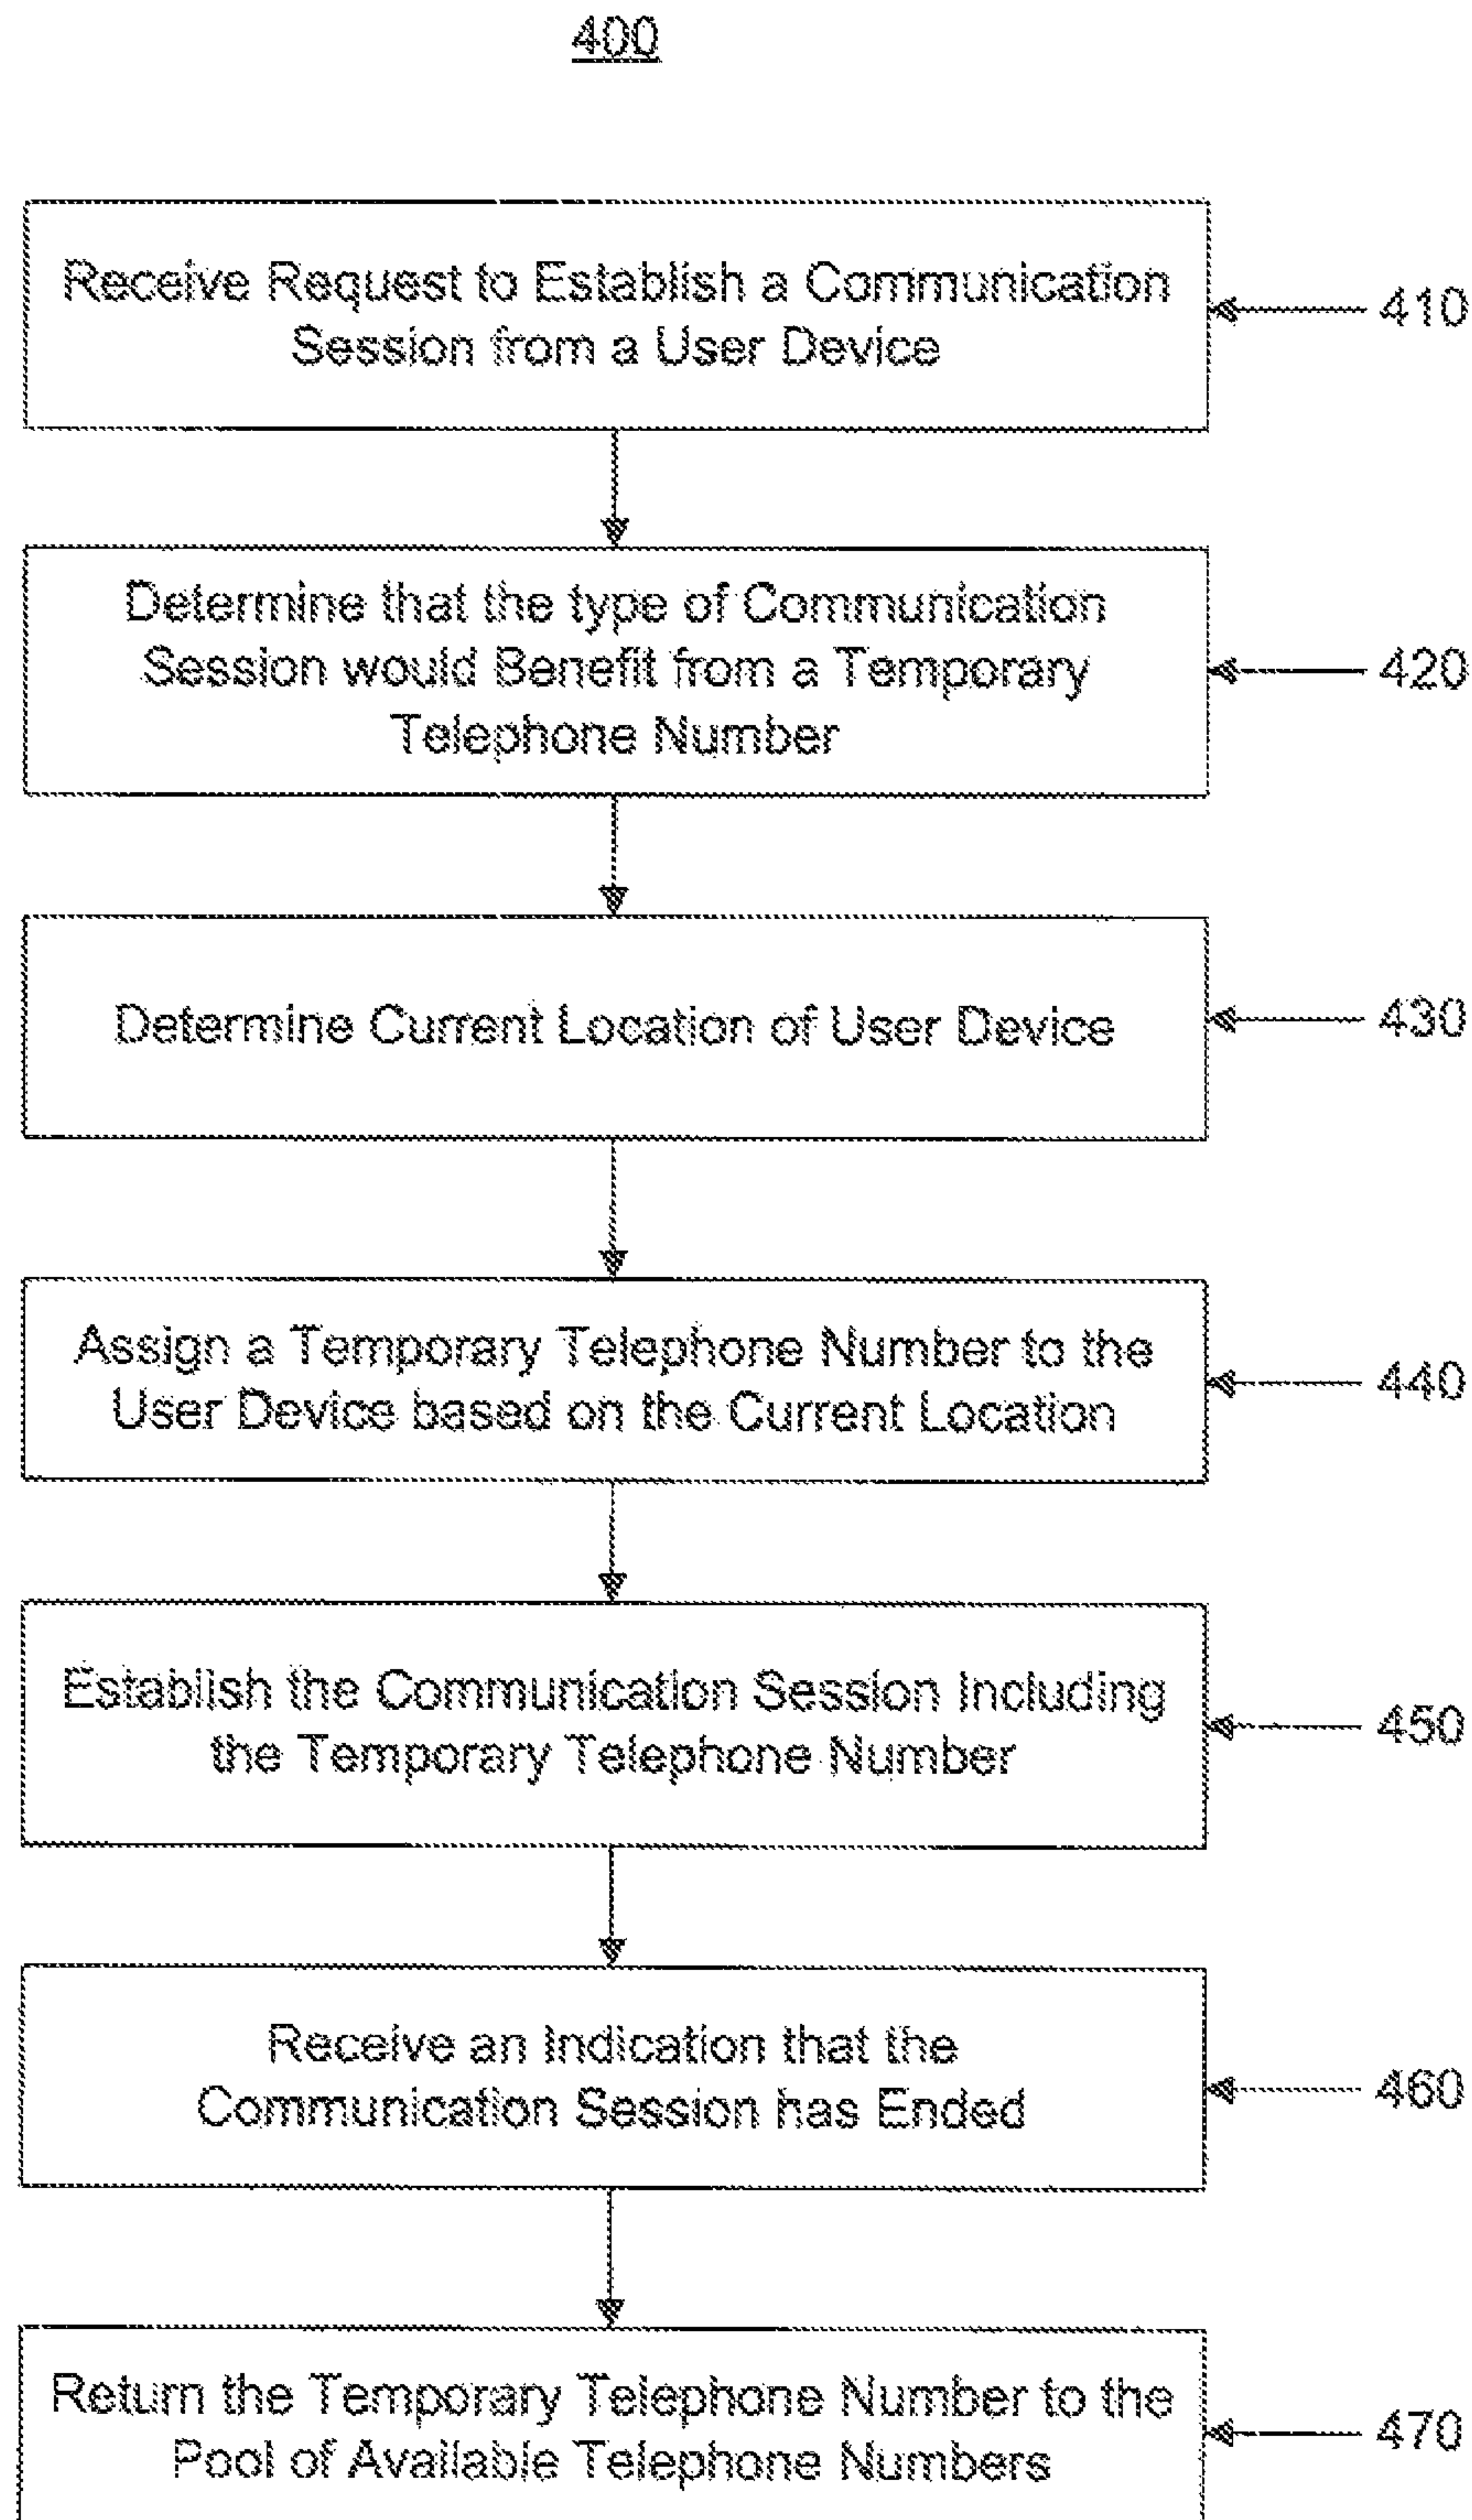 400
Receive Request to Establish a Communication
Session from a User Device
410
Determine that the type of Communication
Session would Benefit from a Temporary
Telephone Number
420
Determine Current Location of User Device
430
Assign a Temporary Telephone Number to the
User Device based on the Current Location
440
Establish the Communication Session Including
the Temporary Telephone Number
450
Receive an Indication that the
Communication Session has Ended
460
Return the Temporary Telephone Number to the
Pool of Available Telephone Numbers
470